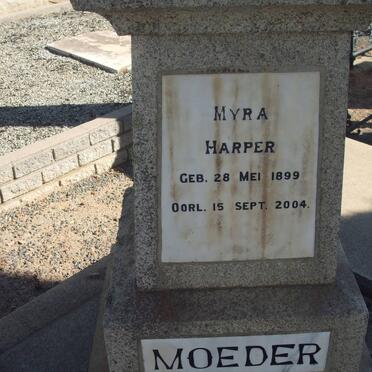 MYRA
HARPER
GEB. 28 MEI 1899
OORL. 15 SEPT. 2004.
MOEDER